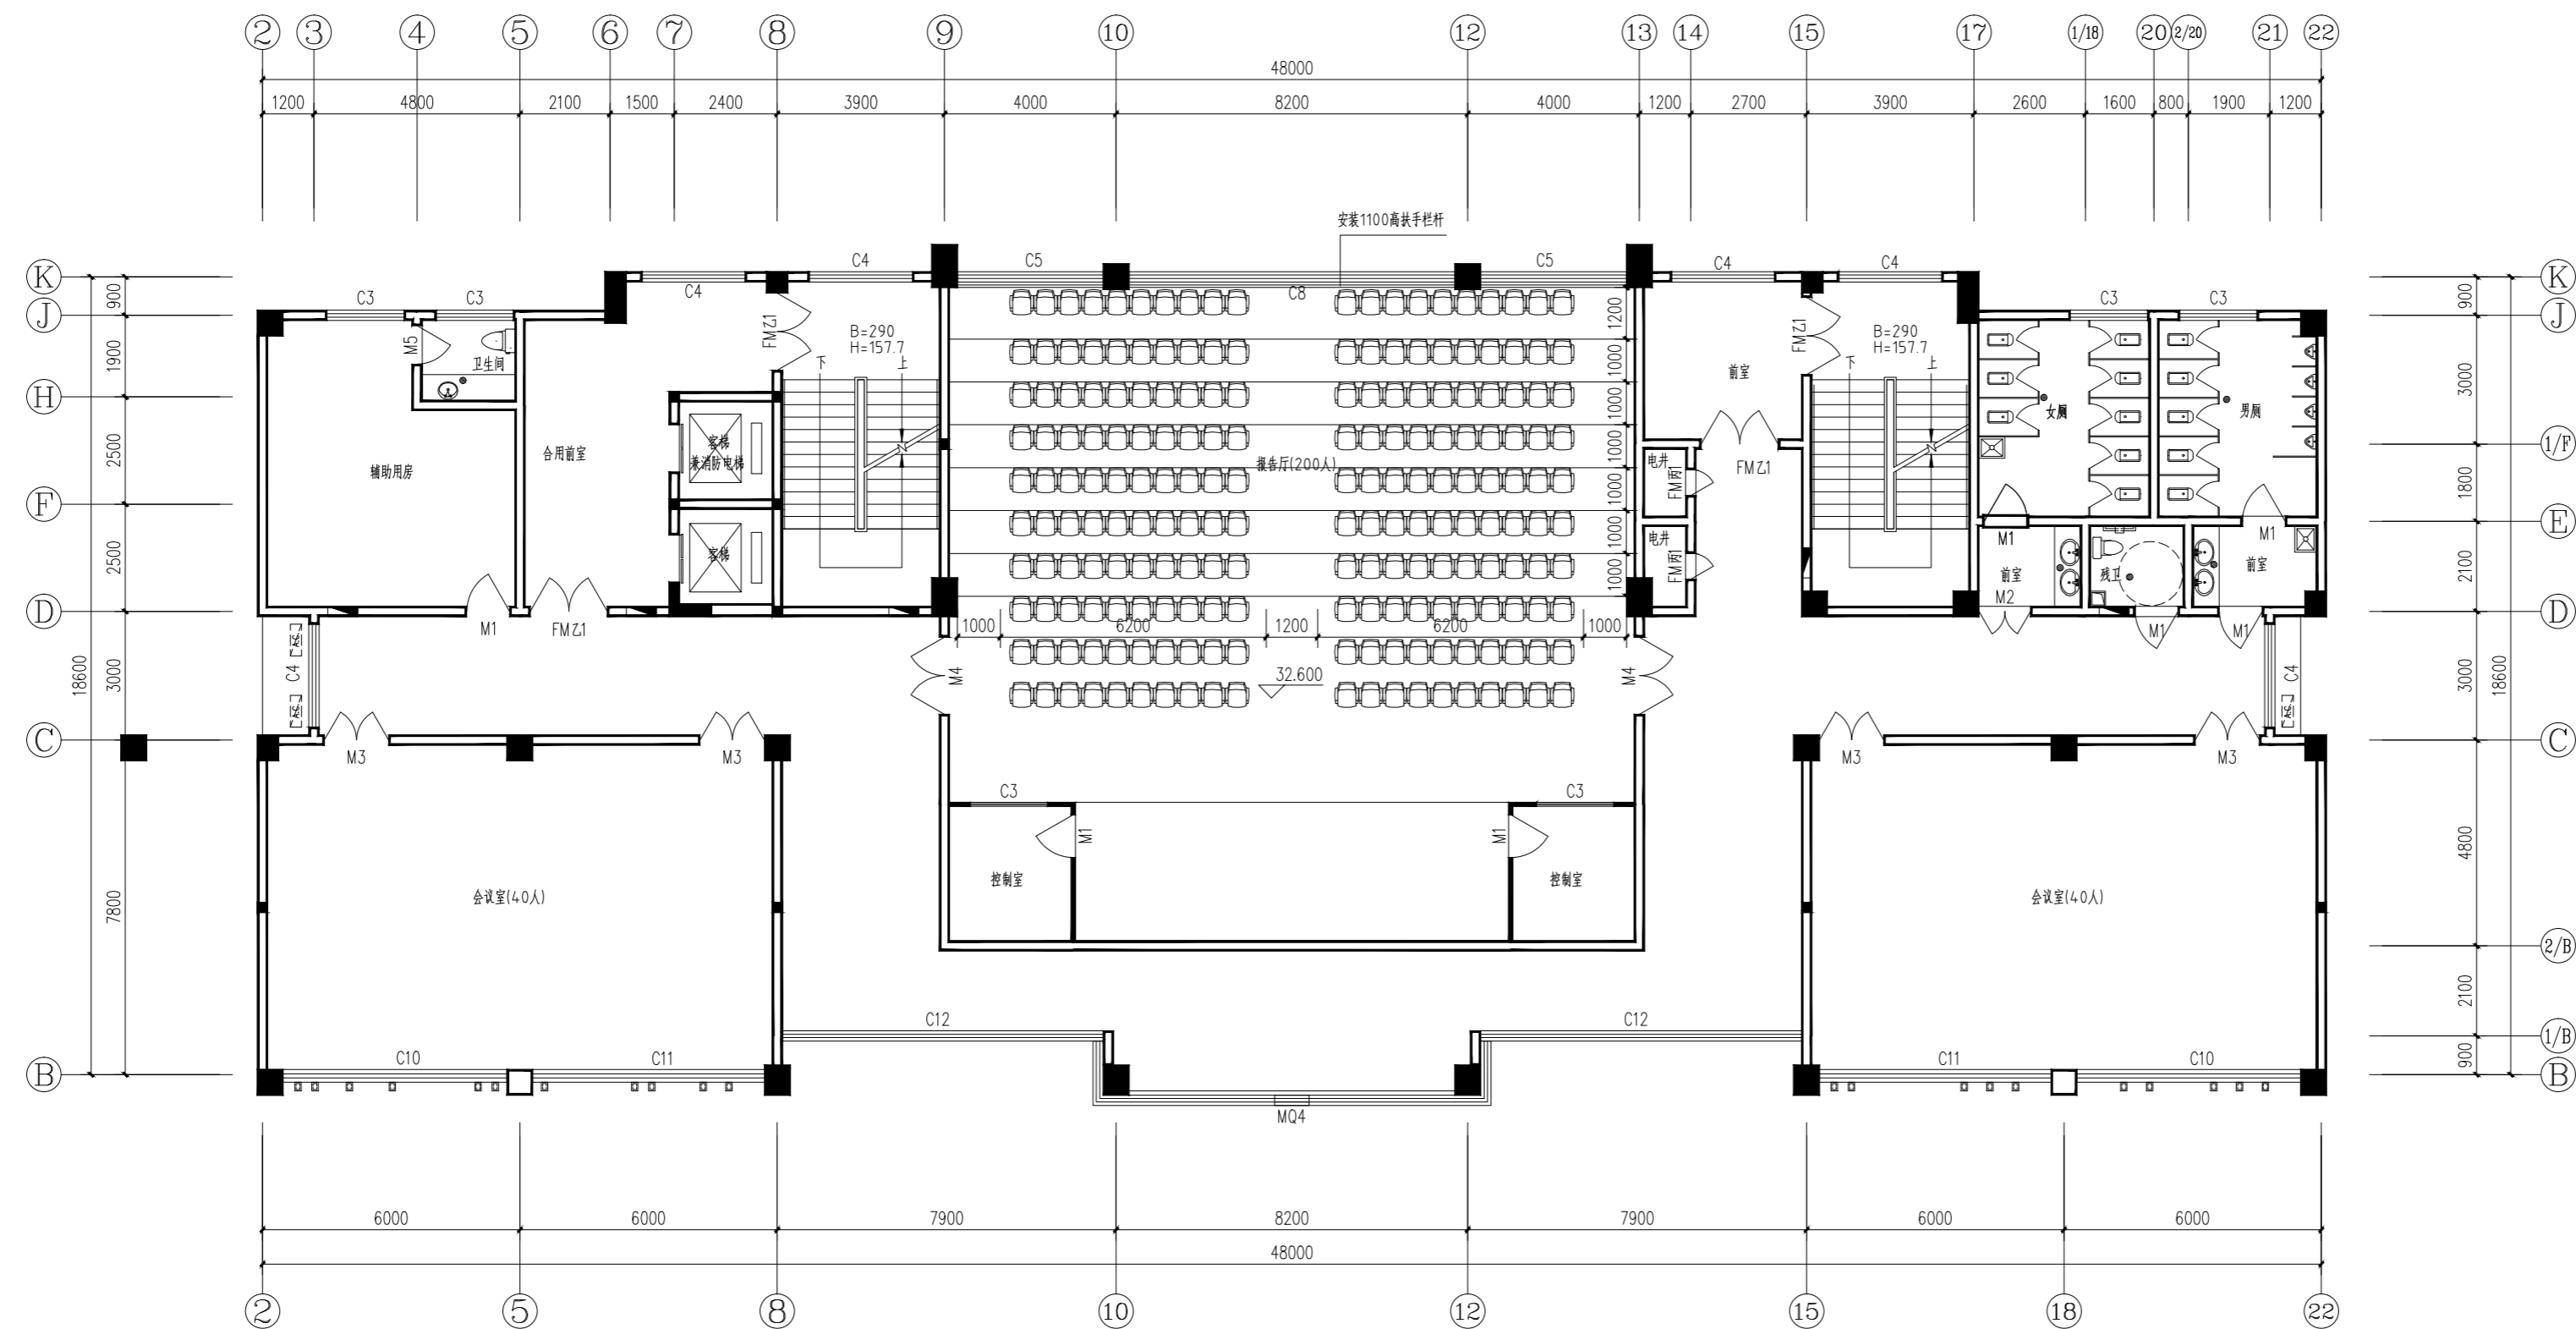 2 3 4 5 6 7 8 9 10 12 13 14 15 17 1/18 20 2/20 21 22
48000
1200 4800 2100 1500 2400 3900 4000 8200 4000 1200 2700 3900 2600 1600 800 1900 1200
安装1100高扶手栏杆
K C4 C5 C5 C4 C4 K
900 C3 C3 C4 C8 C3 C3 900
J J
1200
1900 M5 卫生间 FM乙1 B=290 FM乙1 B=290 3000
H=157.7 H=157.7
下 上 1000 前室 下 上
H 1000
客梯 女厕 男厕
2500 合用前室 兼消防电梯 1000 1/F
辅助用房 报告厅(200人) 电井 FM乙1
FM丙1
1000 1800
F 1000 E
2500 客梯 电井 M1 M1
FM丙1
1000 前室 残卫 前室 2100
1000 M2
D M1 FM乙1 1000 6200 1200 6200 1000 M1 M1 D
18600 3000 C4 M4 32.600 M4 C4 3000 18600
C M3 M3 M3 M3 C
C3 C3
M1 M1 4800
7800 会议室(40人) 控制室 控制室 会议室(40人)
2/B
2100
C12 C12
1/B
C10 C11 C11 C10 900
B B
MQ4
6000 6000 7900 8200 7900 6000 6000
48000
2 5 8 10 12 15 18 22